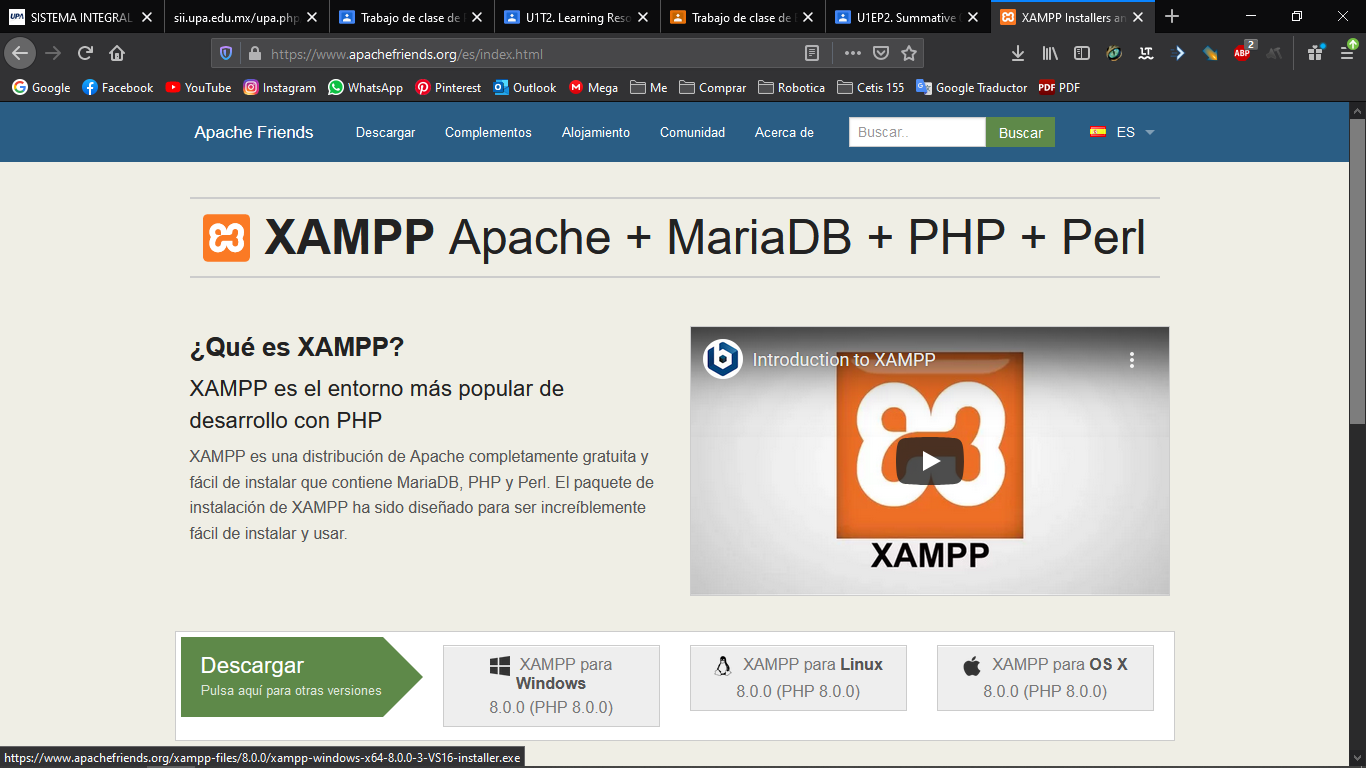 SISTEMA INTEGRAL
sii.upa.edu.mx/upa.php
Trabajo de clase de
U1T2. Learning Reso
Trabajo de clase de
U1EP2. Summative
XAMPP Installers an
https://www.apachefriends.org/es/index.html
ABP
2
Google
Facebook
YouTube
Instagram
WhatsApp
Pinterest
Outlook
Mega
Me
Comprar
Robotica
Cetis 155
Google Traductor
PDF
PDF
Apache Friends
Descargar
Complementos
Alojamiento
Comunidad
Acerca de
Buscar..
Buscar
ES
XAMPP Apache + MariaDB + PHP + Perl
¿Qué es XAMPP?
XAMPP es el entorno más popular de
desarrollo con PHP
XAMPP es una distribución de Apache completamente gratuita y
fácil de instalar que contiene MariaDB, PHP y Perl. El paquete de
instalación de XAMPP ha sido diseñado para ser increíblemente
fácil de instalar y usar.
Introduction to XAMPP
XAMPP
Descargar
Pulsa aquí para otras versiones
XAMPP para
Windows
8.0.0 (PHP 8.0.0)
XAMPP para Linux
8.0.0 (PHP 8.0.0)
XAMPP para OS X
8.0.0 (PHP 8.0.0)
https://www.apachefriends.org/xampp-files/8.0.0/xampp-windows-x64-8.0.0-3-VS16-installer.exe